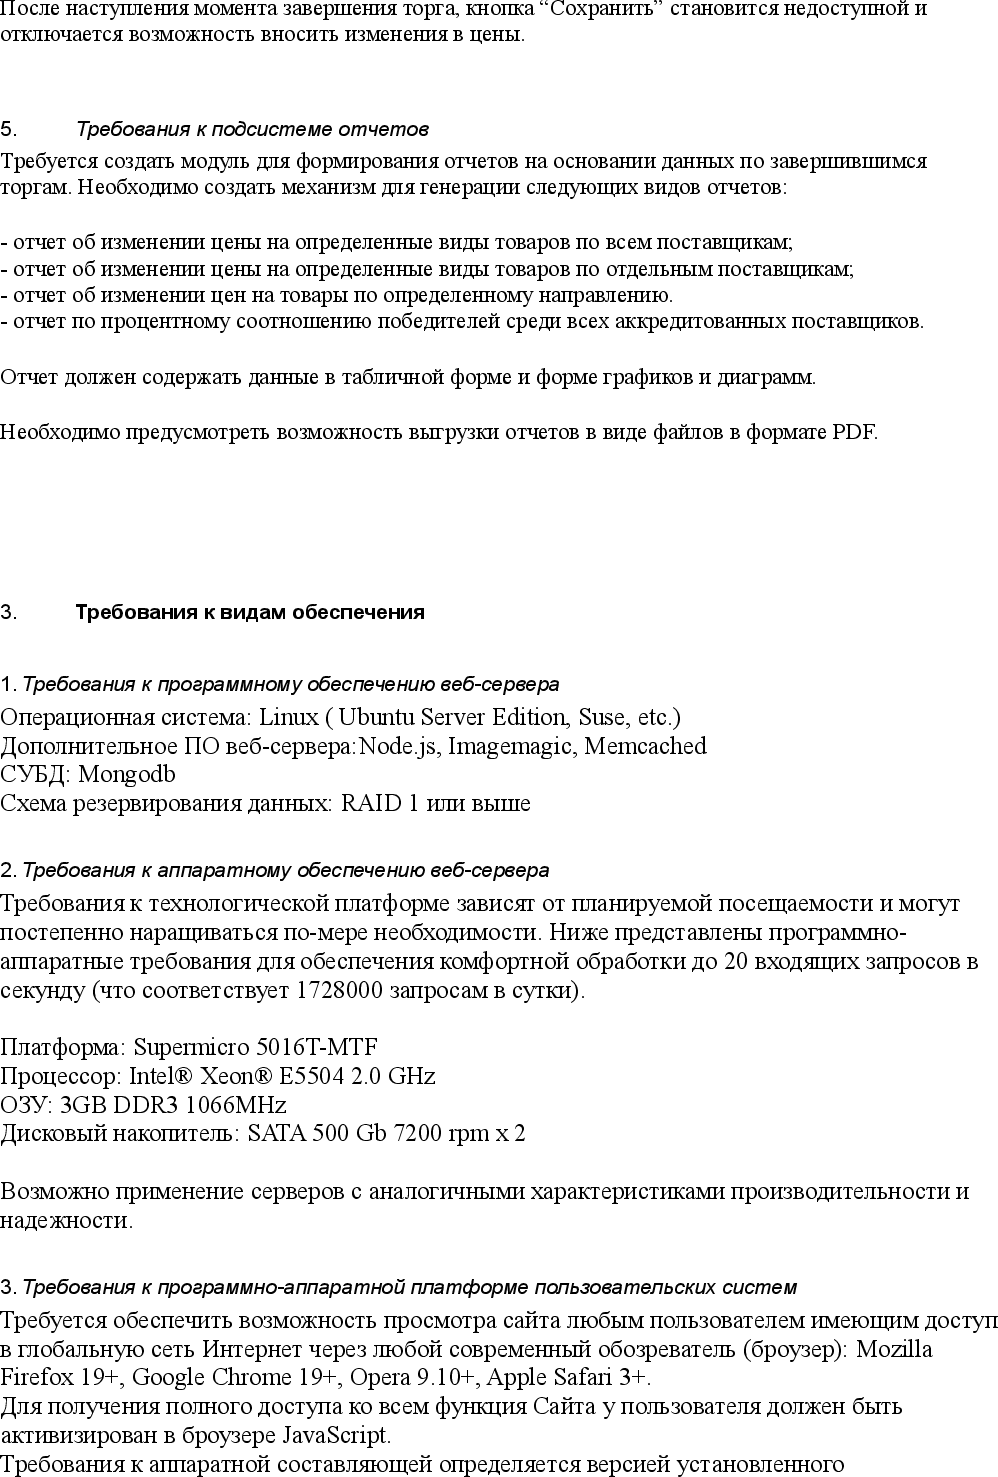 После наступления момента завершения торга, кнопка “Сохранить” становится недоступной и
отключается возможность вносить изменения в цены.
5. Требования к подсистеме отчетов
Требуется создать модуль для формирования отчетов на основании данных по завершившимся
торгам. Необходимо создать механизм для генерации следующих видов отчетов:
- отчет об изменении цены на определенные виды товаров по всем поставщикам;
- отчет об изменении цены на определенные виды товаров по отдельным поставщикам;
- отчет об изменении цен на товары по определенному направлению.
- отчет по процентному соотношению победителей среди всех аккредитованных поставщиков.
Отчет должен содержать данные в табличной форме и форме графиков и диаграмм.
Необходимо предусмотреть возможность выгрузки отчетов в виде файлов в формате PDF.
3. Требования к видам обеспечения
1. Требования к программному обеспечению веб-сервера
Операционная система: Linux ( Ubuntu Server Edition, Suse, etc.)
Дополнительное ПО веб-сервера: Node.js, Imagemagic, Memcached
СУБД: Mongodb
Схема резервирования данных: RAID 1 или выше
2. Требования к аппаратному обеспечению веб-сервера
Требования к технологической платформе зависят от планируемой посещаемости и могут
постепенно наращиваться по-мере необходимости. Ниже представлены программно-
аппаратные требования для обеспечения комфортной обработки до 20 входящих запросов в
секунду (что соответствует 1728000 запросам в сутки).
Платформа: Supermicro 5016T-MTF
Процессор: Intel® Xeon® E5504 2.0 GHz
ОЗУ: 3GB DDR3 1066MHz
Дисковый накопитель: SATA 500 Gb 7200 rpm x 2
Возможно применение серверов с аналогичными характеристиками производительности и
надежности.
3. Требования к программно-аппаратной платформе пользовательских систем
Требуется обеспечить возможность просмотра сайта любым пользователем имеющим доступ
в глобальную сеть Интернет через любой современный обозреватель (броузер): Mozilla
Firefox 19+, Google Chrome 19+, Opera 9.10+, Apple Safari 3+.
Для получения полного доступа ко всем функция Сайта у пользователя должен быть
активизирован в броузере JavaScript.
Требования к аппаратной составляющей определяется версией установленного